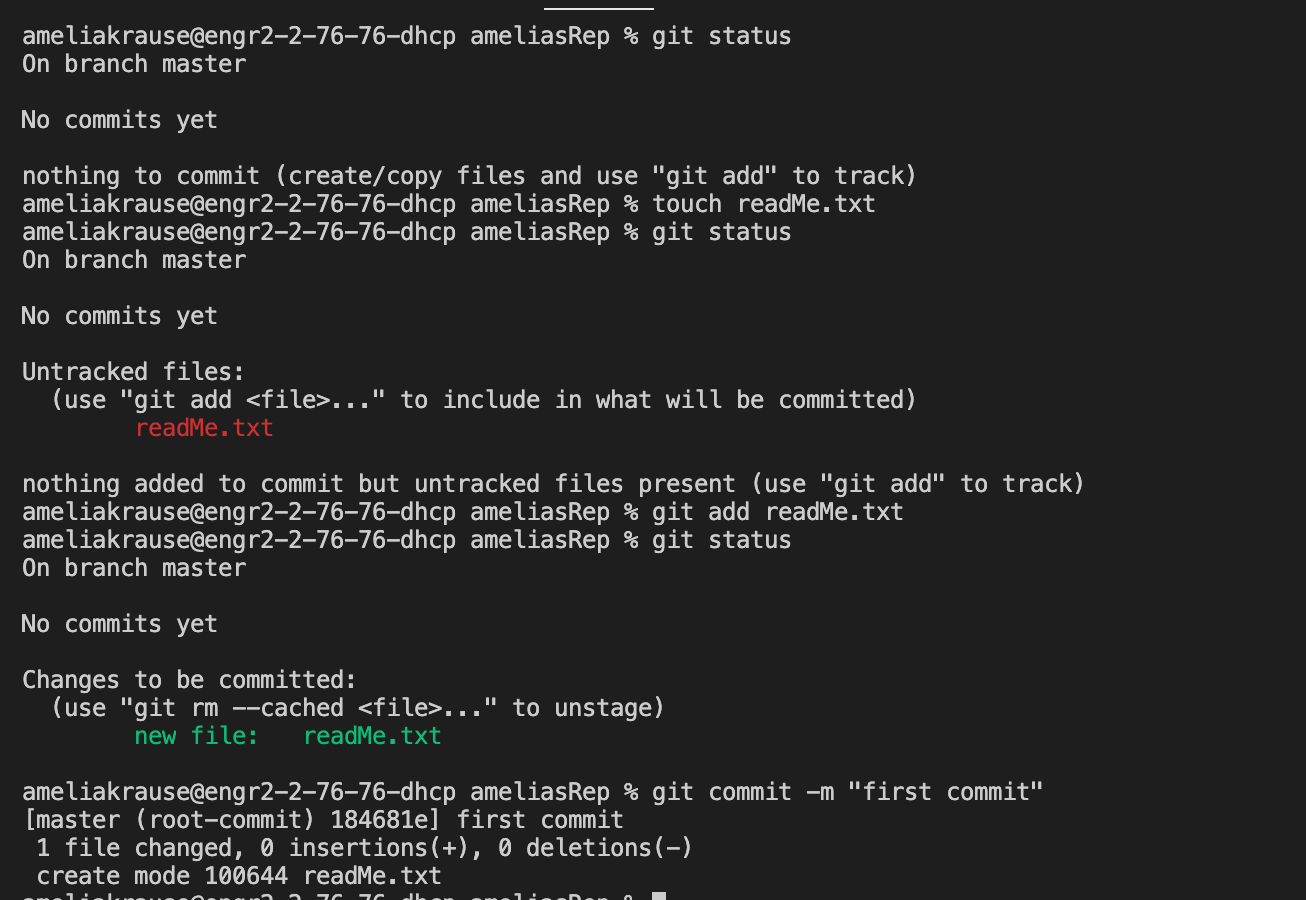 ameliakrause@engr2-2-76-76-dhcp ameliasRep % git status
On branch master
No commits yet
nothing to commit (create/copy files and use "git add" to track)
ameliakrause@engr2-2-76-76-dhcp ameliasRep % touch readMe.txt
ameliakrause@engr2-2-76-76-dhcp ameliasRep % git status
On branch master
No commits yet
Untracked files:
  (use "git add <file>..." to include in what will be committed)
        readMe.txt
nothing added to commit but untracked files present (use "git add" to track)
ameliakrause@engr2-2-76-76-dhcp ameliasRep % git add readMe.txt
ameliakrause@engr2-2-76-76-dhcp ameliasRep % git status
On branch master
No commits yet
Changes to be committed:
  (use "git rm --cached <file>..." to unstage)
        new file:   readMe.txt
ameliakrause@engr2-2-76-76-dhcp ameliasRep % git commit -m "first commit"
[master (root-commit) 184681e] first commit
 1 file changed, 0 insertions(+), 0 deletions(-)
 create mode 100644 readMe.txt
ameliakrause@engr2-2-76-76-dhcp ameliasRep %